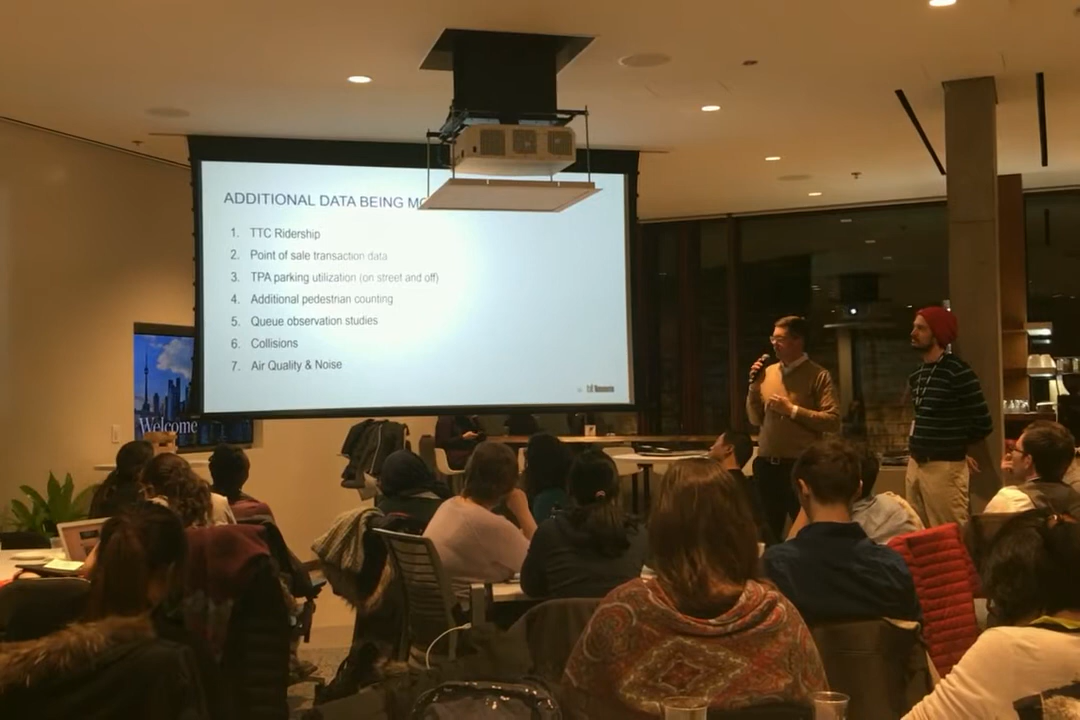 ADDITIONAL DATA BEING
1. TTC Ridership
2. Point of sale transaction data
3. TPA parking utilization (on street and off)
4. Additional pedestrian counting
5. Queue observation studies
6. Collisions
7. Air Quality & Noise
Toronto
Welcome